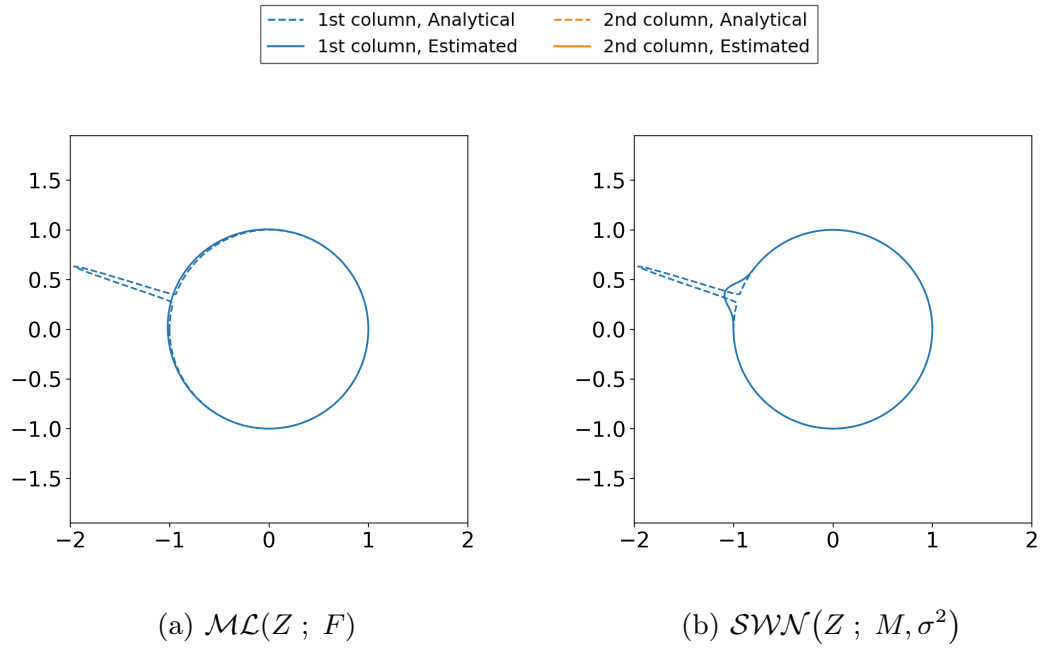 1st column, Analytical
1st column, Estimated
2nd column, Analytical
2nd column, Estimated
1.5
1.0
0.5
0.0
−0.5
−1.0
−1.5
−2 −1 0 1 2
1.5
1.0
0.5
0.0
−0.5
−1.0
−1.5
−2 −1 0 1 2
(a) ℳℒ(Z ; F)
(b) 𝒮𝒲𝒩(Z ; M, σ²)